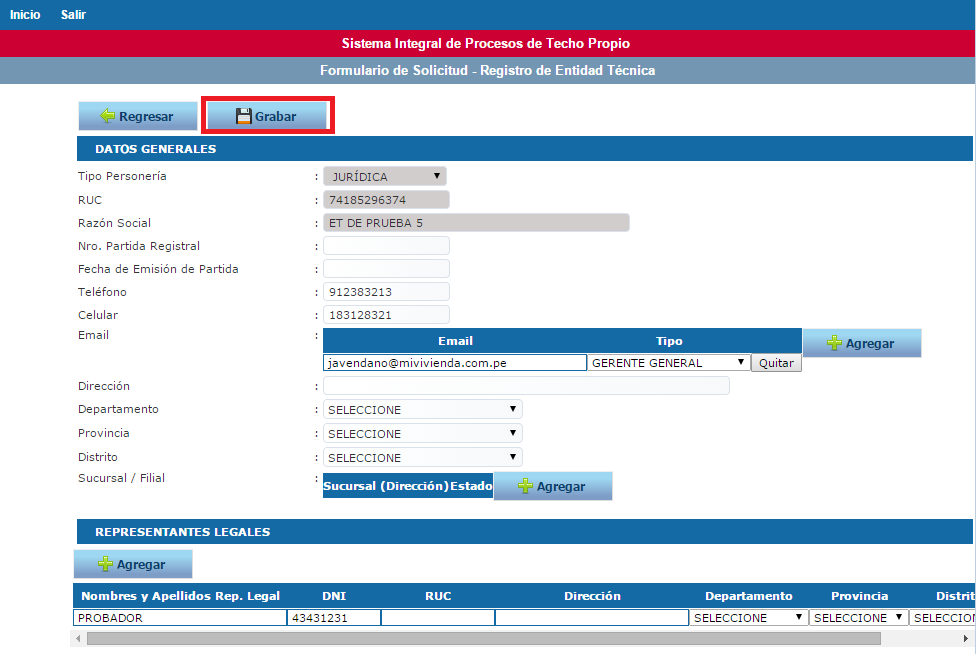 Inicio Salir
Sistema Integral de Procesos de Techo Propio
Formulario de Solicitud - Registro de Entidad Técnica
Regresar Grabar
DATOS GENERALES
Tipo Personería : JURÍDICA
RUC : 74185296374
Razón Social : ET DE PRUEBA 5
Nro. Partida Registral :
Fecha de Emisión de Partida :
Teléfono : 912383213
Celular : 183128321
Email : Email Tipo Agregar
javendano@mivivienda.com.pe GERENTE GENERAL Quitar
Dirección :
Departamento : SELECCIONE
Provincia : SELECCIONE
Distrito : SELECCIONE
Sucursal / Filial : Sucursal (Dirección) Estado Agregar
REPRESENTANTES LEGALES
Agregar
Nombres y Apellidos Rep. Legal DNI RUC Dirección Departamento Provincia Distrit
PROBADOR 43431231 SELECCIONE SELECCIONE SELECCION